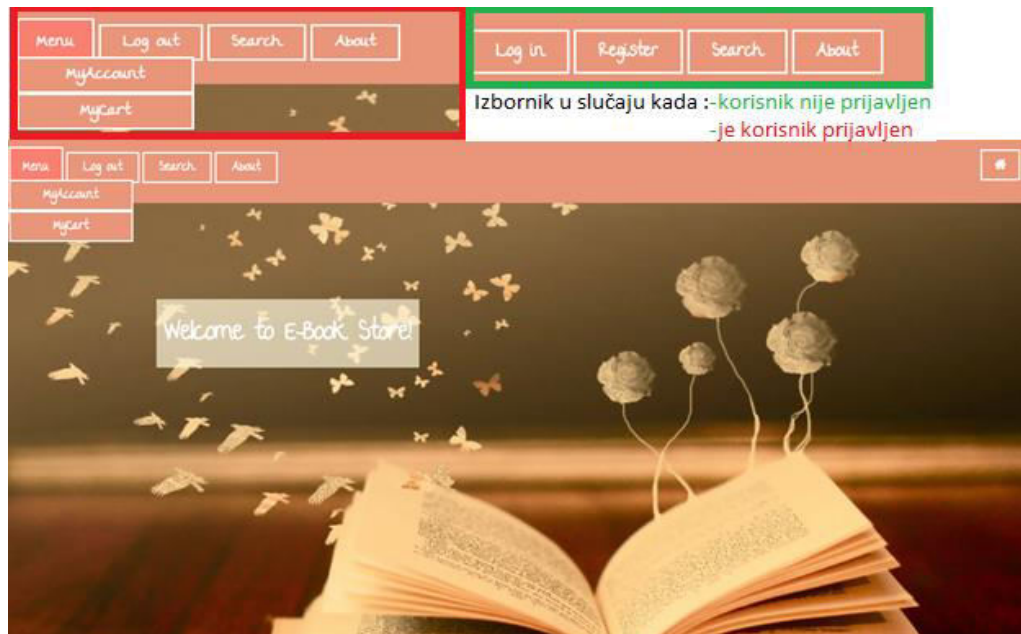 Menu Log out Search About
MyAccount
MyCart
Log in Register Search About
Izbornik u slučaju kada :-korisnik nije prijavljen
-je korisnik prijavljen
Menu Log out Search About
MyAccount
MyCart
Welcome to E-Book Store!